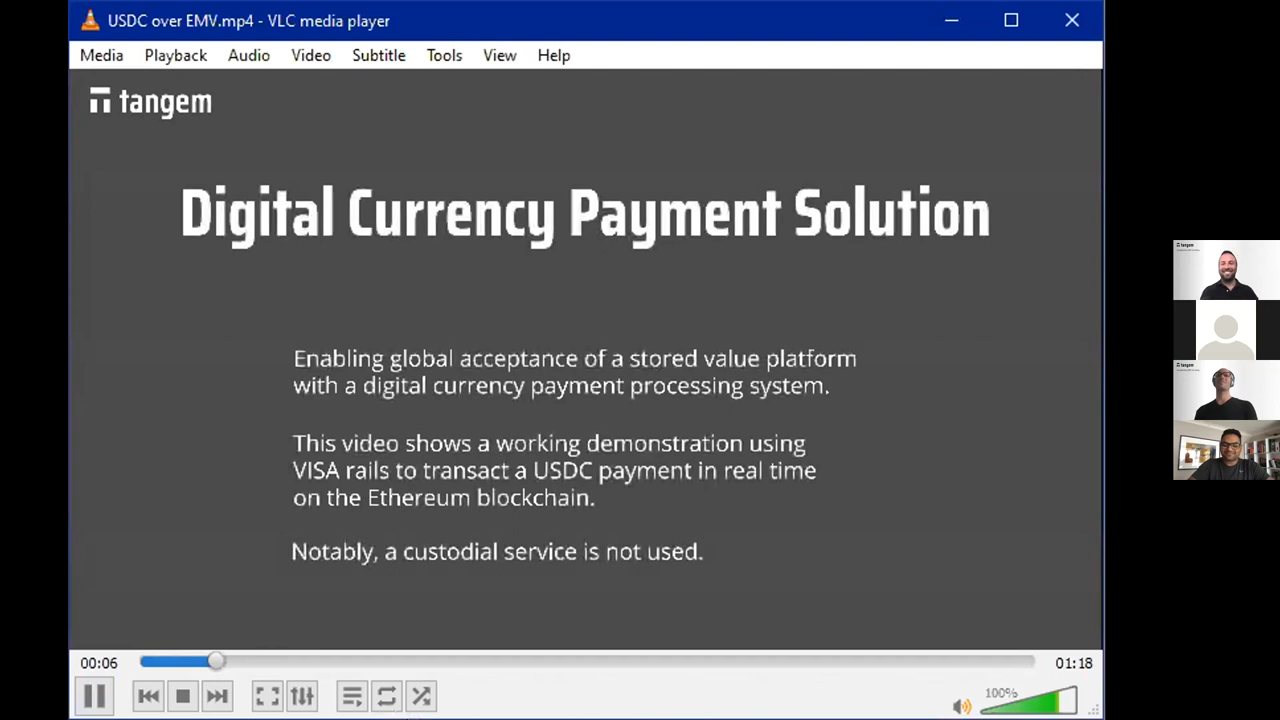 USDC over EMV.mp4 - VLC media player
Media Playback Audio Video Subtitle Tools View Help
tangem
Digital Currency Payment Solution
Enabling global acceptance of a stored value platform
with a digital currency payment processing system.
This video shows a working demonstration using
VISA rails to transact a USDC payment in real time
on the Ethereum blockchain.
Notably, a custodial service is not used.
00:06
01:18
100%
tangem
tangem